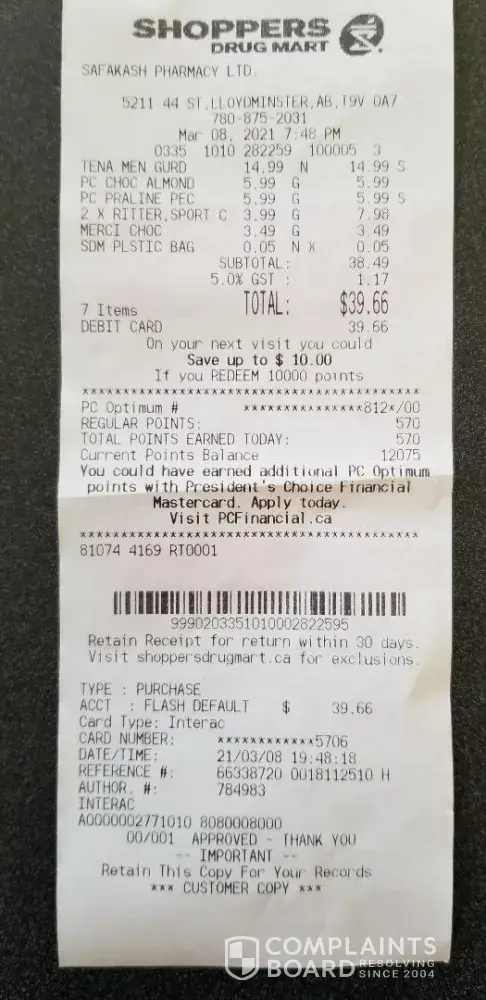 SHOPPERS
DRUG MART
SAFAKASH PHARMACY LTD.
5211 44 ST,LLOYDMINSTER,AB,T9V 0A7
780-875-2031
Mar 08, 2021 7:48 PM
0335 1010 282259 100005 3
TENA MEN GURD 14.99 N 14.99 S
PC CHOC ALMOND 5.99 G 5.99
PC PRALINE PEC 5.99 G 5.99 S
2 X RITTER,SPORT C 3.99 G 7.98
MERCI CHOC 3.49 G 3.49
SDM PLSTIC BAG 0.05 N X 0.05
SUBTOTAL: 38.49
5.0% GST : 1.17
7 Items TOTAL: $39.66
DEBIT CARD 39.66
On your next visit you could
Save up to $ 10.00
If you REDEEM 10000 points
******************************************
PC Optimum # ***************812*/00
REGULAR POINTS: 570
TOTAL POINTS EARNED TODAY: 570
Current Points Balance 12075
You could have earned additional PC Optimum
points with President's Choice Financial
Mastercard. Apply today.
Visit PCFinancial.ca
******************************************
81074 4169 RT0001
9990203351010002822595
Retain Receipt for return within 30 days.
Visit shoppersdrugmart.ca for exclusions.
TYPE : PURCHASE
ACCT : FLASH DEFAULT $ 39.66
Card Type: Interac
CARD NUMBER: ************5706
DATE/TIME: 21/03/08 19:48:18
REFERENCE #: 66338720 0018112510 H
AUTHOR. #: 784983
INTERAC
A0000002771010 8080008000
00/001 APPROVED - THANK YOU
-- IMPORTANT --
Retain This Copy For Your Records
*** CUSTOMER COPY ***
COMPLAINTS
BOARD RESOLVING SINCE 2004